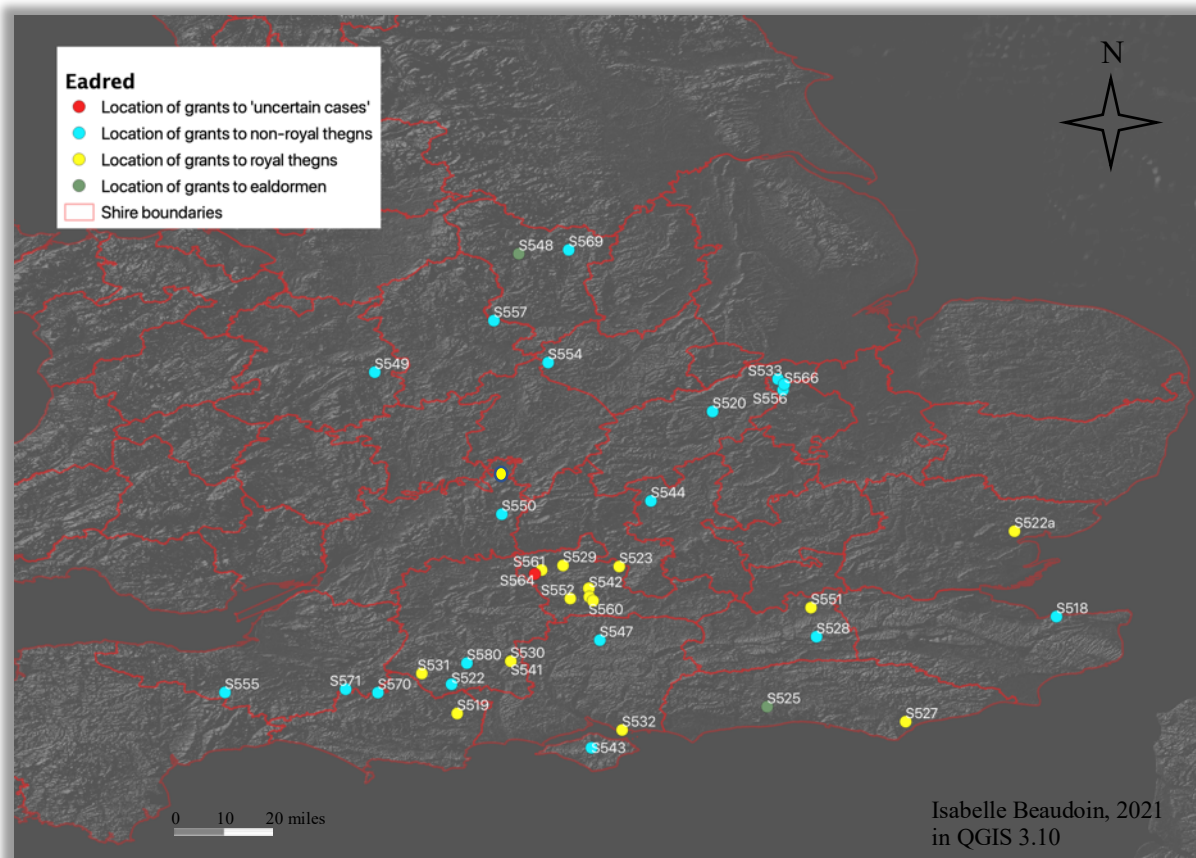 N
Eadred
Location of grants to 'uncertain cases'
Location of grants to non-royal thegns
Location of grants to royal thegns
Location of grants to ealdormen
Shire boundaries
S548
S569
S557
S554
S549
S533
S566
S556
S520
S550
S544
S522a
S561
S529
S523
S564
S552
S542
S560
S551
S518
S528
S547
S580
S530
S541
S531
S522
S555
S571
S570
S519
S525
S532
S527
S543
0 10 20 miles
Isabelle Beaudoin, 2021
in QGIS 3.10